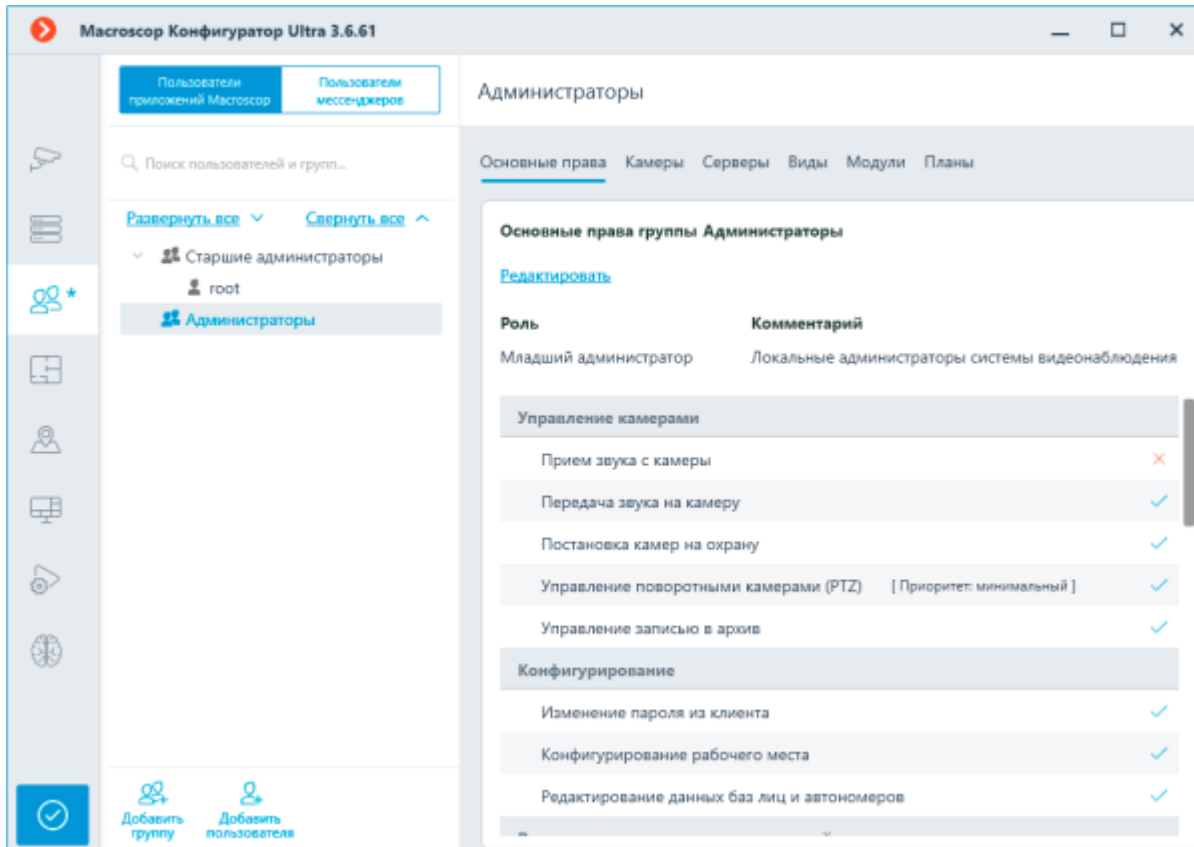 Macroscop Конфигуратор Ultra 3.6.61
Пользователи
приложений Macroscop
Пользователи
мессенджеров
Поиск пользователей и групп...
Развернуть все
Свернуть все
Старшие администраторы
root
Администраторы
Добавить
группу
Добавить
пользователя
Администраторы
Основные права Камеры Серверы Виды Модули Планы
Основные права группы Администраторы
Редактировать
Роль Комментарий
Младший администратор Локальные администраторы системы видеонаблюдения
Управление камерами
Прием звука с камеры
Передача звука на камеру
Постановка камер на охрану
Управление поворотными камерами (PTZ) [ Приоритет: минимальный ]
Управление записью в архив
Конфигурирование
Изменение пароля из клиента
Конфигурирование рабочего места
Редактирование данных баз лиц и автономеров